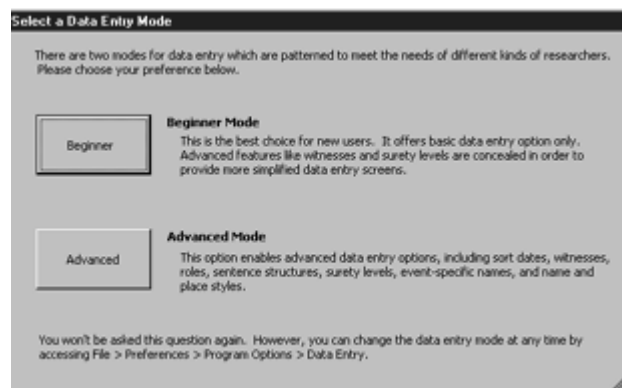 Select a Data Entry Mode
There are two modes for data entry which are patterned to meet the needs of different kinds of researchers.
Please choose your preference below.
Beginner
Beginner Mode
This is the best choice for new users. It offers basic data entry option only.
Advanced features like witnesses and surety levels are concealed in order to
provide more simplified data entry screens.
Advanced
Advanced Mode
This option enables advanced data entry options, including sort dates, witnesses,
roles, sentence structures, surety levels, event-specific names, and name and
place styles.
You won't be asked this question again. However, you can change the data entry mode at any time by
accessing File > Preferences > Program Options > Data Entry.